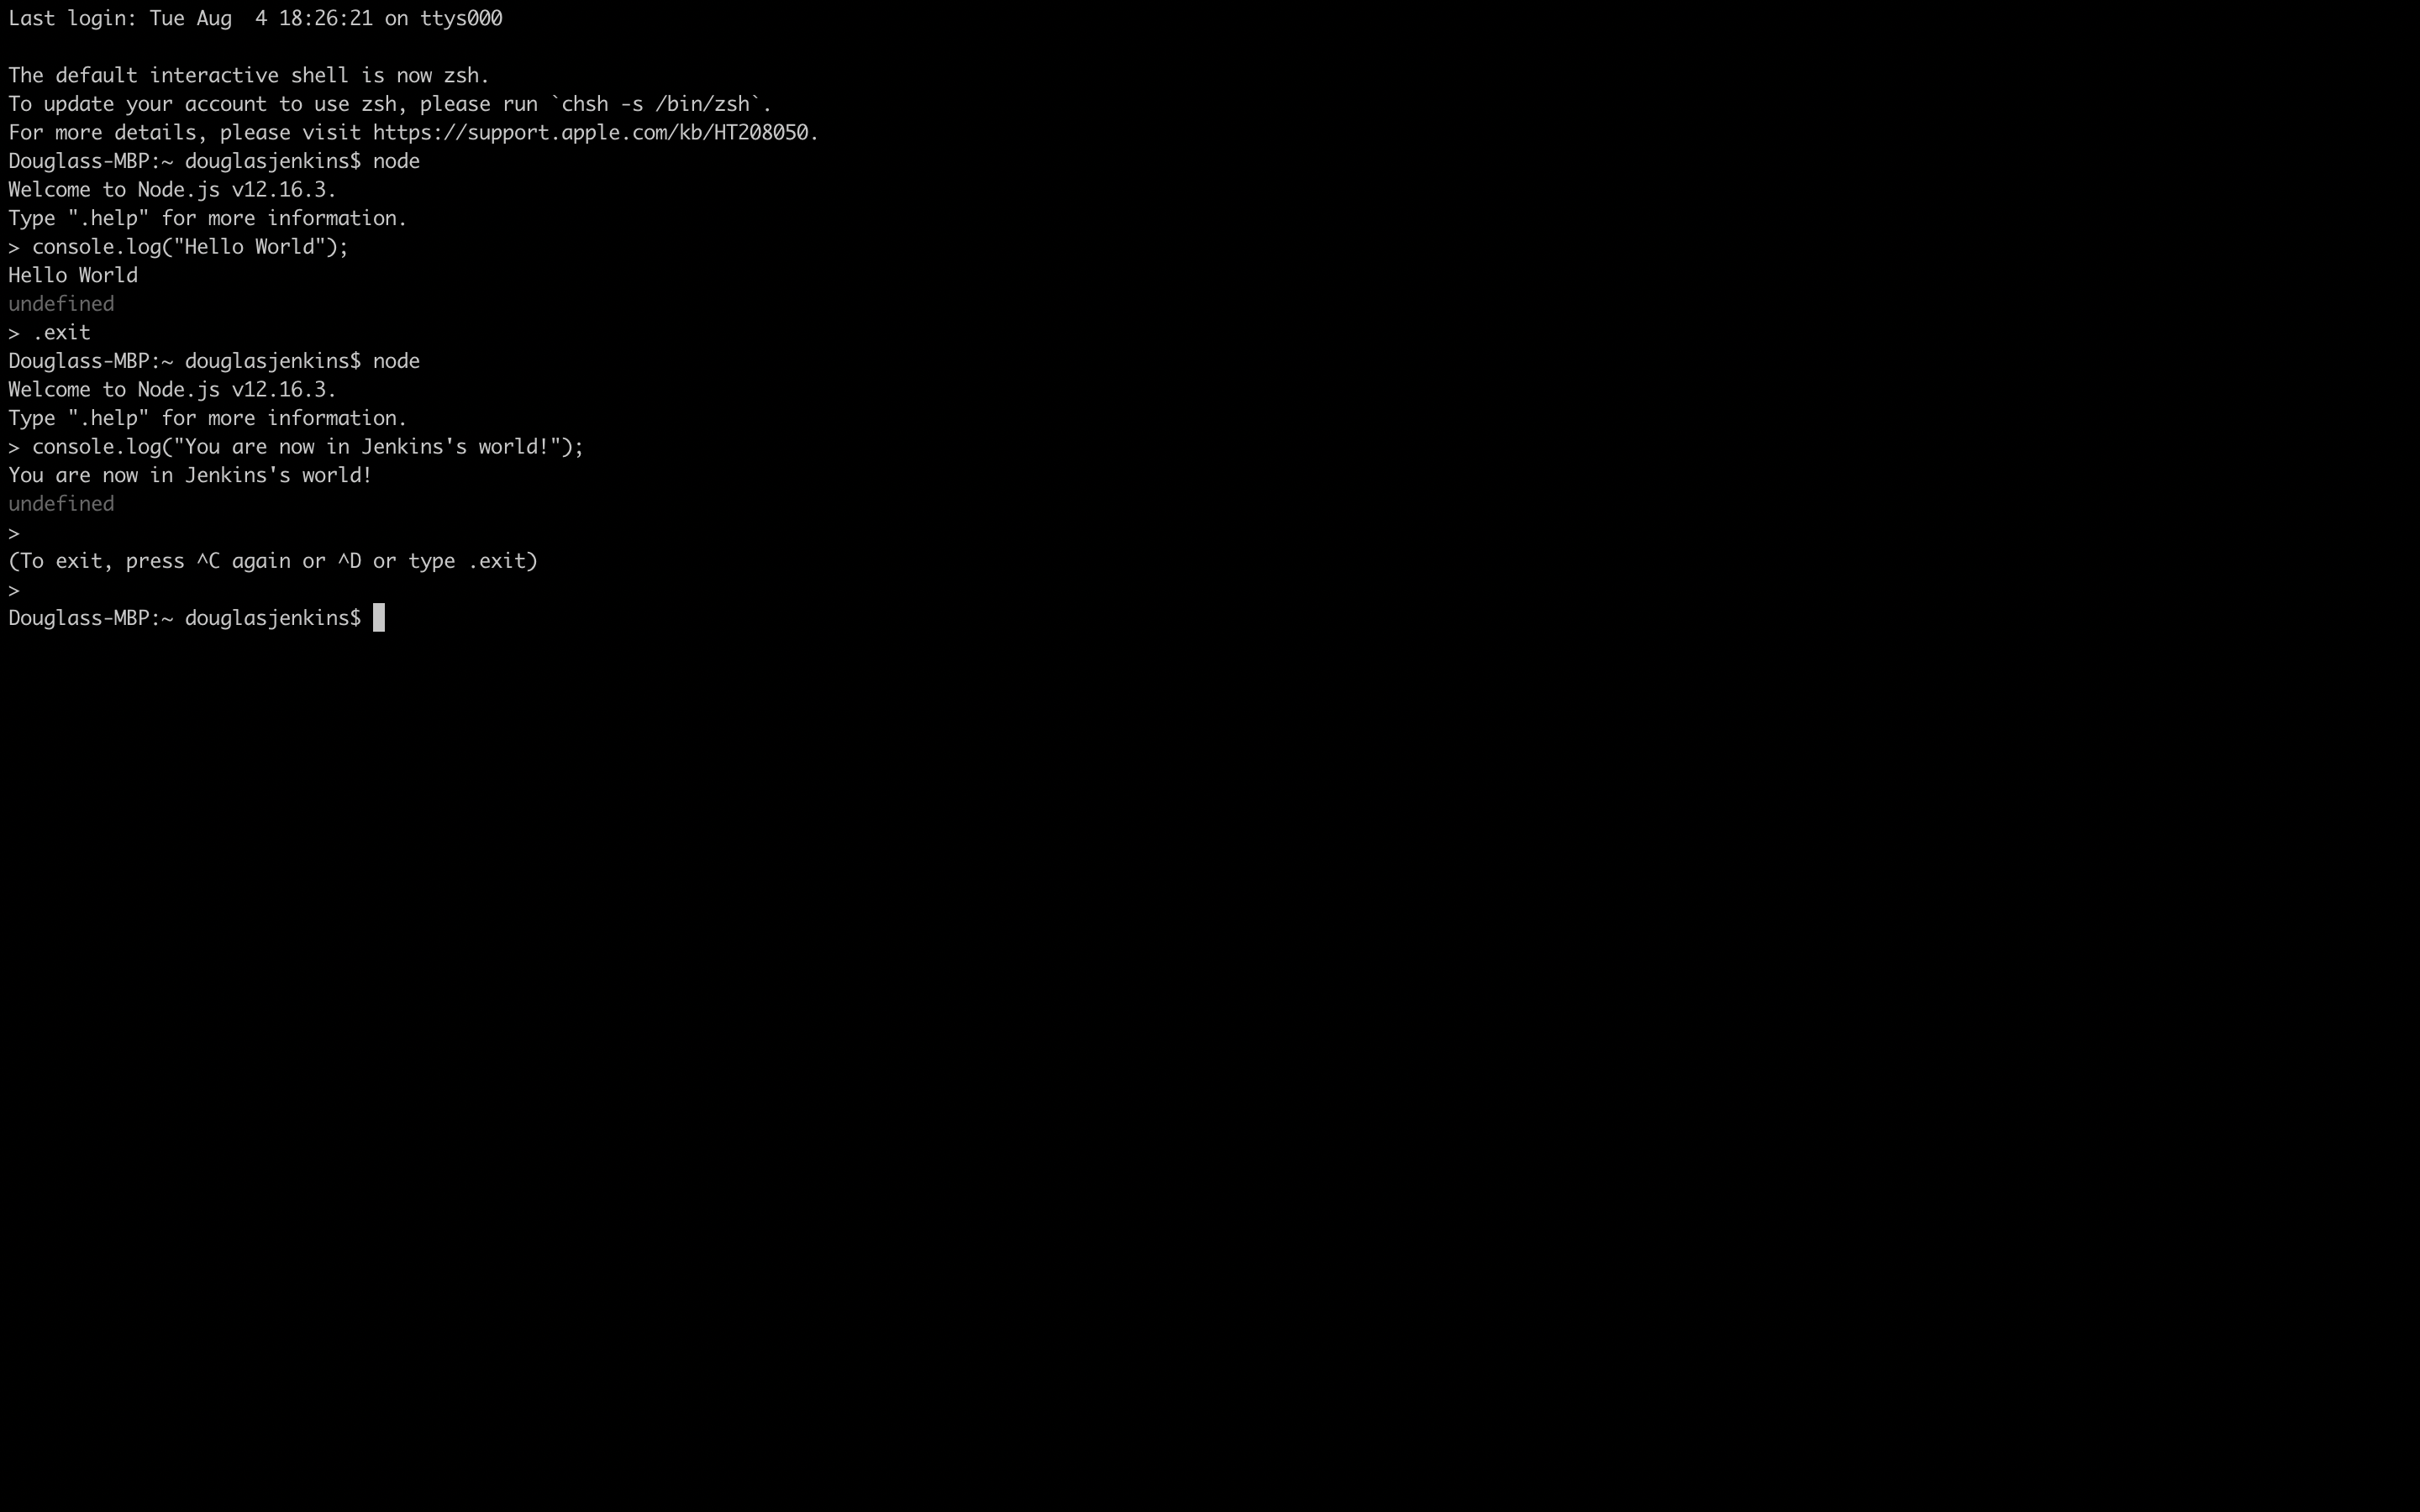 Last login: Tue Aug  4 18:26:21 on ttys000

The default interactive shell is now zsh.
To update your account to use zsh, please run `chsh -s /bin/zsh`.
For more details, please visit https://support.apple.com/kb/HT208050.
Douglass-MBP:~ douglasjenkins$ node
Welcome to Node.js v12.16.3.
Type ".help" for more information.
> console.log("Hello World");
Hello World
undefined
> .exit
Douglass-MBP:~ douglasjenkins$ node
Welcome to Node.js v12.16.3.
Type ".help" for more information.
> console.log("You are now in Jenkins's world!");
You are now in Jenkins's world!
undefined
>
(To exit, press ^C again or ^D or type .exit)
>
Douglass-MBP:~ douglasjenkins$